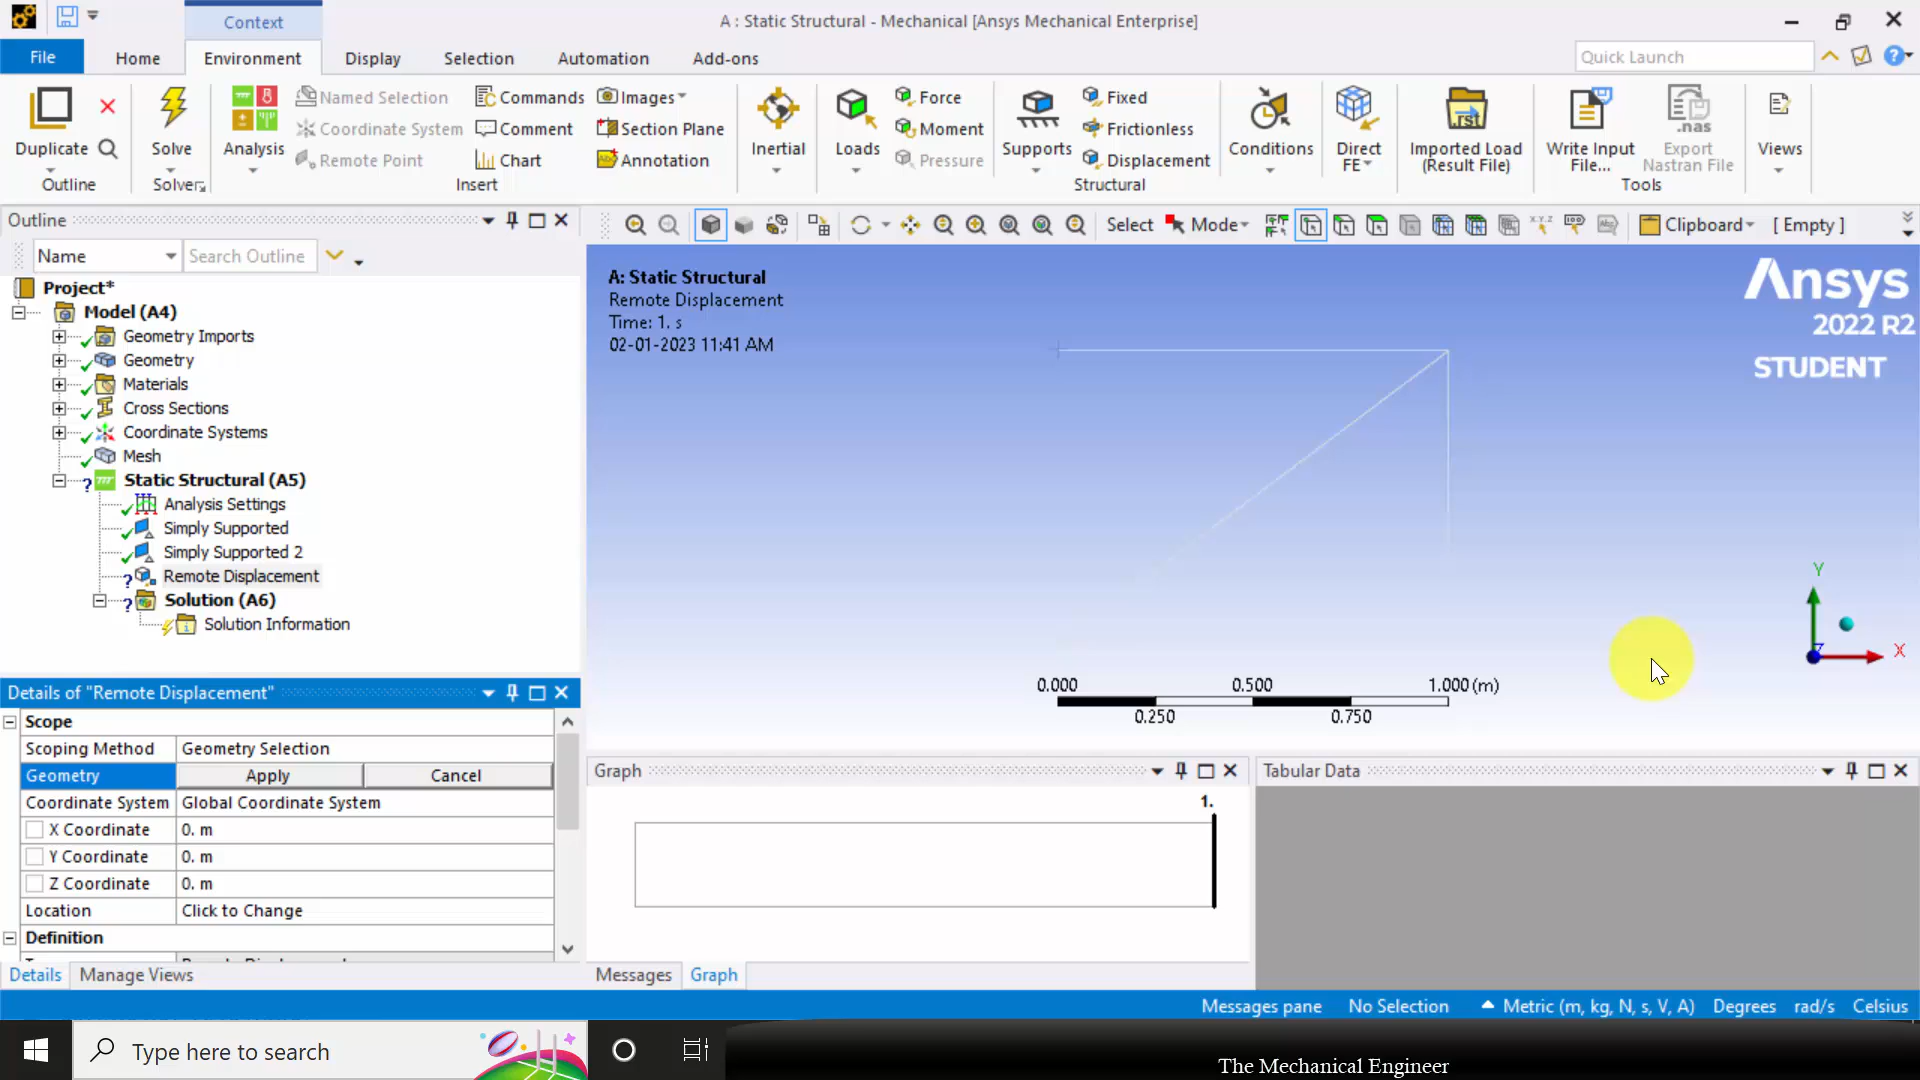 Context
A : Static Structural - Mechanical [Ansys Mechanical Enterprise]
File
Home
Environment
Display
Selection
Automation
Add-ons
Quick Launch
Duplicate
Outline
Solve
Solver
Analysis
Named Selection
Coordinate System
Remote Point
Commands
Comment
Chart
Images
Section Plane
Annotation
Insert
Inertial
Loads
Force
Moment
Pressure
Supports
Fixed
Frictionless
Displacement
Structural
Conditions
Direct
FE
Imported Load
(Result File)
Write Input
File...
Export
Nastran File
Tools
Views
.rst
.nas
Outline
Name
Search Outline
Project*
Model (A4)
Geometry Imports
Geometry
Materials
Cross Sections
Coordinate Systems
Mesh
Static Structural (A5)
Analysis Settings
Simply Supported
Simply Supported 2
Remote Displacement
Solution (A6)
Solution Information
Select
Mode
Clipboard
[ Empty ]
A: Static Structural
Remote Displacement
Time: 1. s
02-01-2023 11:41 AM
Ansys
2022 R2
STUDENT
Y
X
Z
0.000
0.500
1.000 (m)
0.250
0.750
Details of "Remote Displacement"
Scope
Scoping Method
Geometry Selection
Geometry
Apply
Cancel
Coordinate System
Global Coordinate System
X Coordinate
0. m
Y Coordinate
0. m
Z Coordinate
0. m
Location
Click to Change
Definition
Details
Manage Views
Graph
1.
Messages
Graph
Tabular Data
Messages pane
No Selection
Metric (m, kg, N, s, V, A)
Degrees
rad/s
Celsius
Type here to search
The Mechanical Engineer